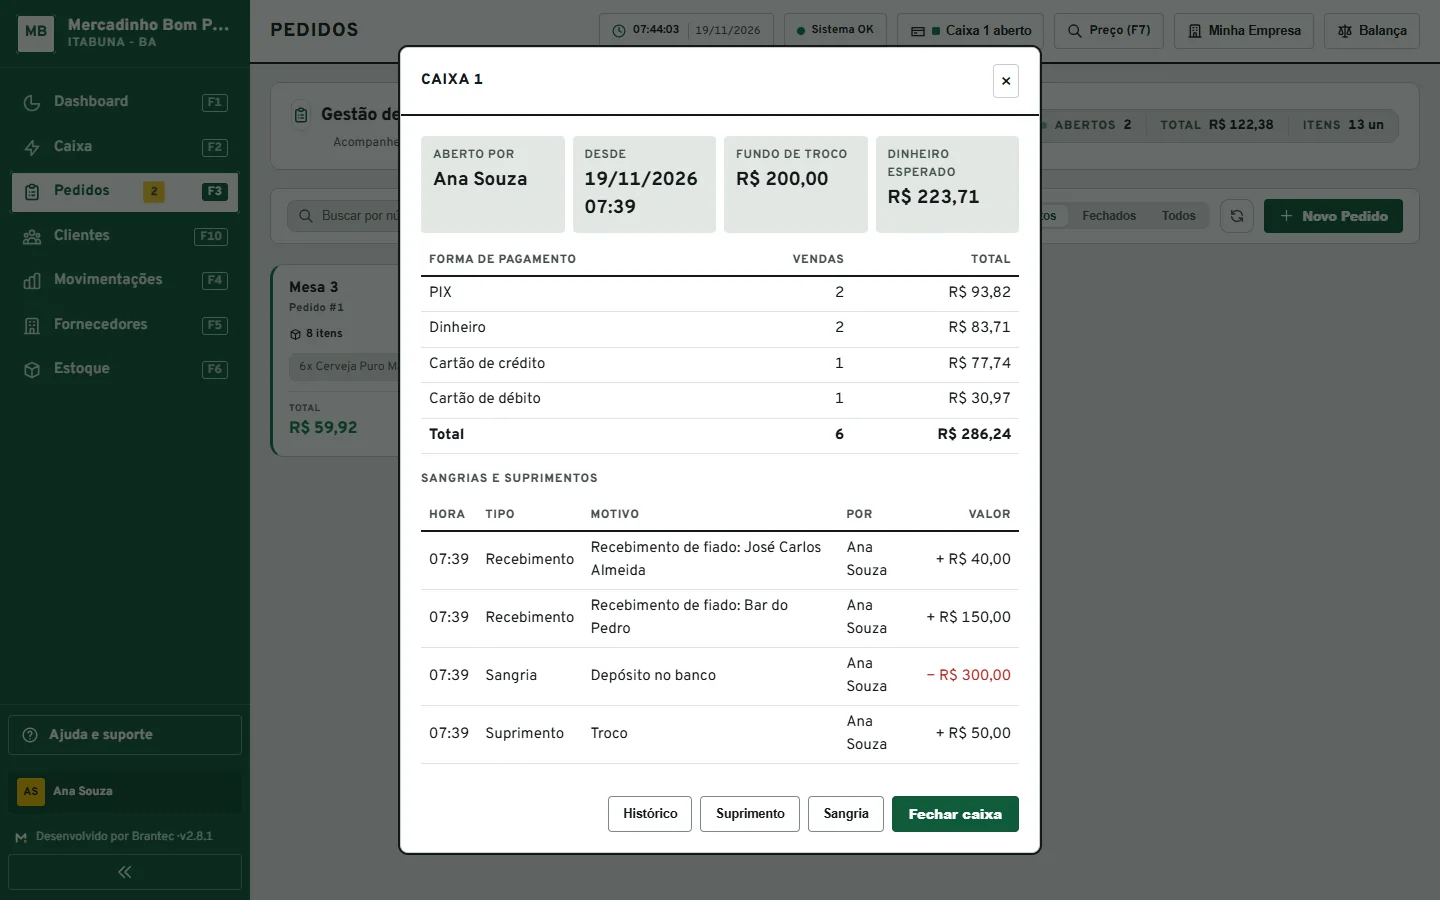 MB
Mercadinho Bom P...
ITABUNA - BA
Dashboard F1
Caixa F2
Pedidos 2 F3
Clientes F10
Movimentações F4
Fornecedores F5
Estoque F6
Ajuda e suporte
AS Ana Souza
Desenvolvido por Brantec ·v2.8.1
PEDIDOS
07:44:03 19/11/2026
Sistema OK
Caixa 1 aberto
Preço (F7)
Minha Empresa
Balança
Gestão de
Acompanhe
ABERTOS 2 TOTAL R$ 122,38 ITENS 13 un
Buscar por nú
Fechados Todos
Novo Pedido
Mesa 3
Pedido #1
8 itens
6x Cerveja Puro M
TOTAL
R$ 59,92
CAIXA 1
×
ABERTO POR
Ana Souza
DESDE
19/11/2026
07:39
FUNDO DE TROCO
R$ 200,00
DINHEIRO
ESPERADO
R$ 223,71
FORMA DE PAGAMENTO VENDAS TOTAL
PIX 2 R$ 93,82
Dinheiro 2 R$ 83,71
Cartão de crédito 1 R$ 77,74
Cartão de débito 1 R$ 30,97
Total 6 R$ 286,24
SANGRIAS E SUPRIMENTOS
HORA TIPO MOTIVO POR VALOR
07:39 Recebimento Recebimento de fiado: José Carlos Almeida Ana Souza + R$ 40,00
07:39 Recebimento Recebimento de fiado: Bar do Pedro Ana Souza + R$ 150,00
07:39 Sangria Depósito no banco Ana Souza − R$ 300,00
07:39 Suprimento Troco Ana Souza + R$ 50,00
Histórico
Suprimento
Sangria
Fechar caixa